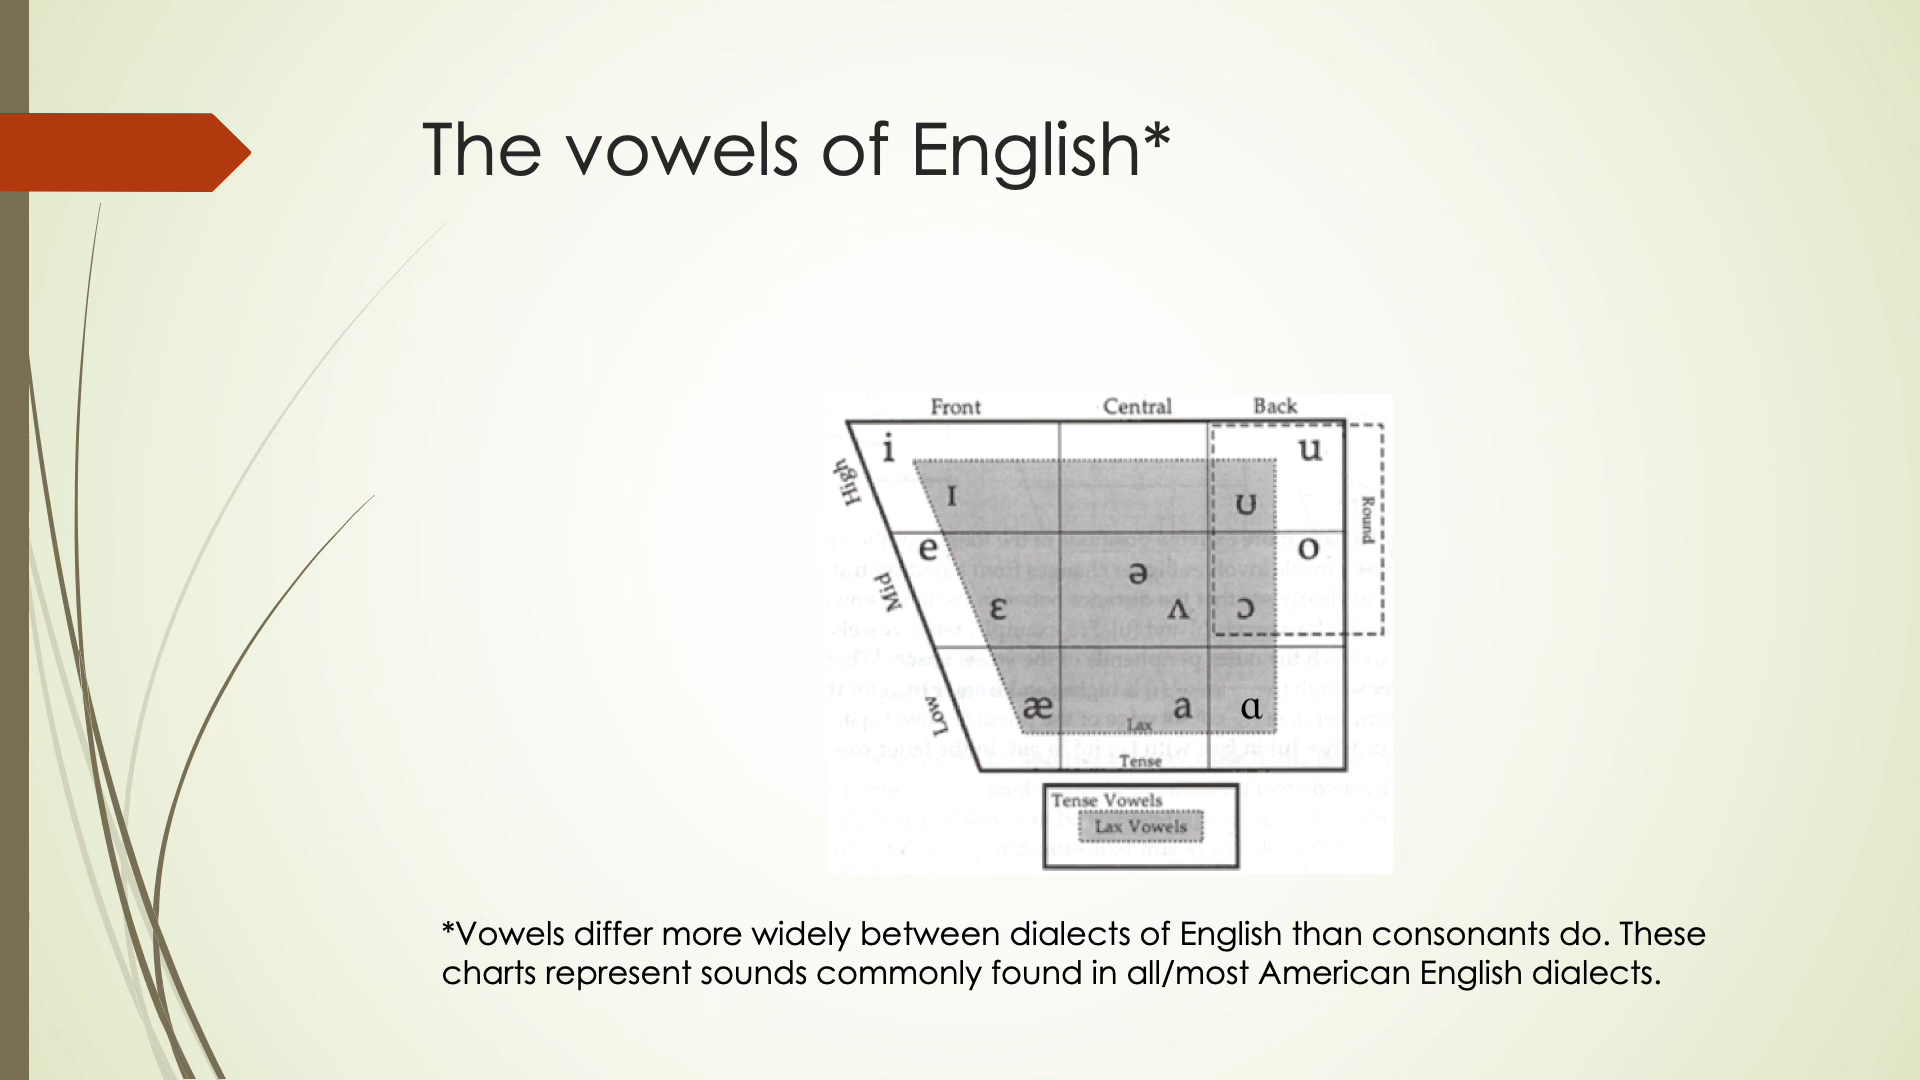 The vowels of English*
Front Central Back
i u
High
ɪ ʊ
Round
e o
ə
Mid
ɛ ʌ ɔ
æ a ɑ
Low
Lax
Tense
Tense Vowels
Lax Vowels
*Vowels differ more widely between dialects of English than consonants do. These
charts represent sounds commonly found in all/most American English dialects.